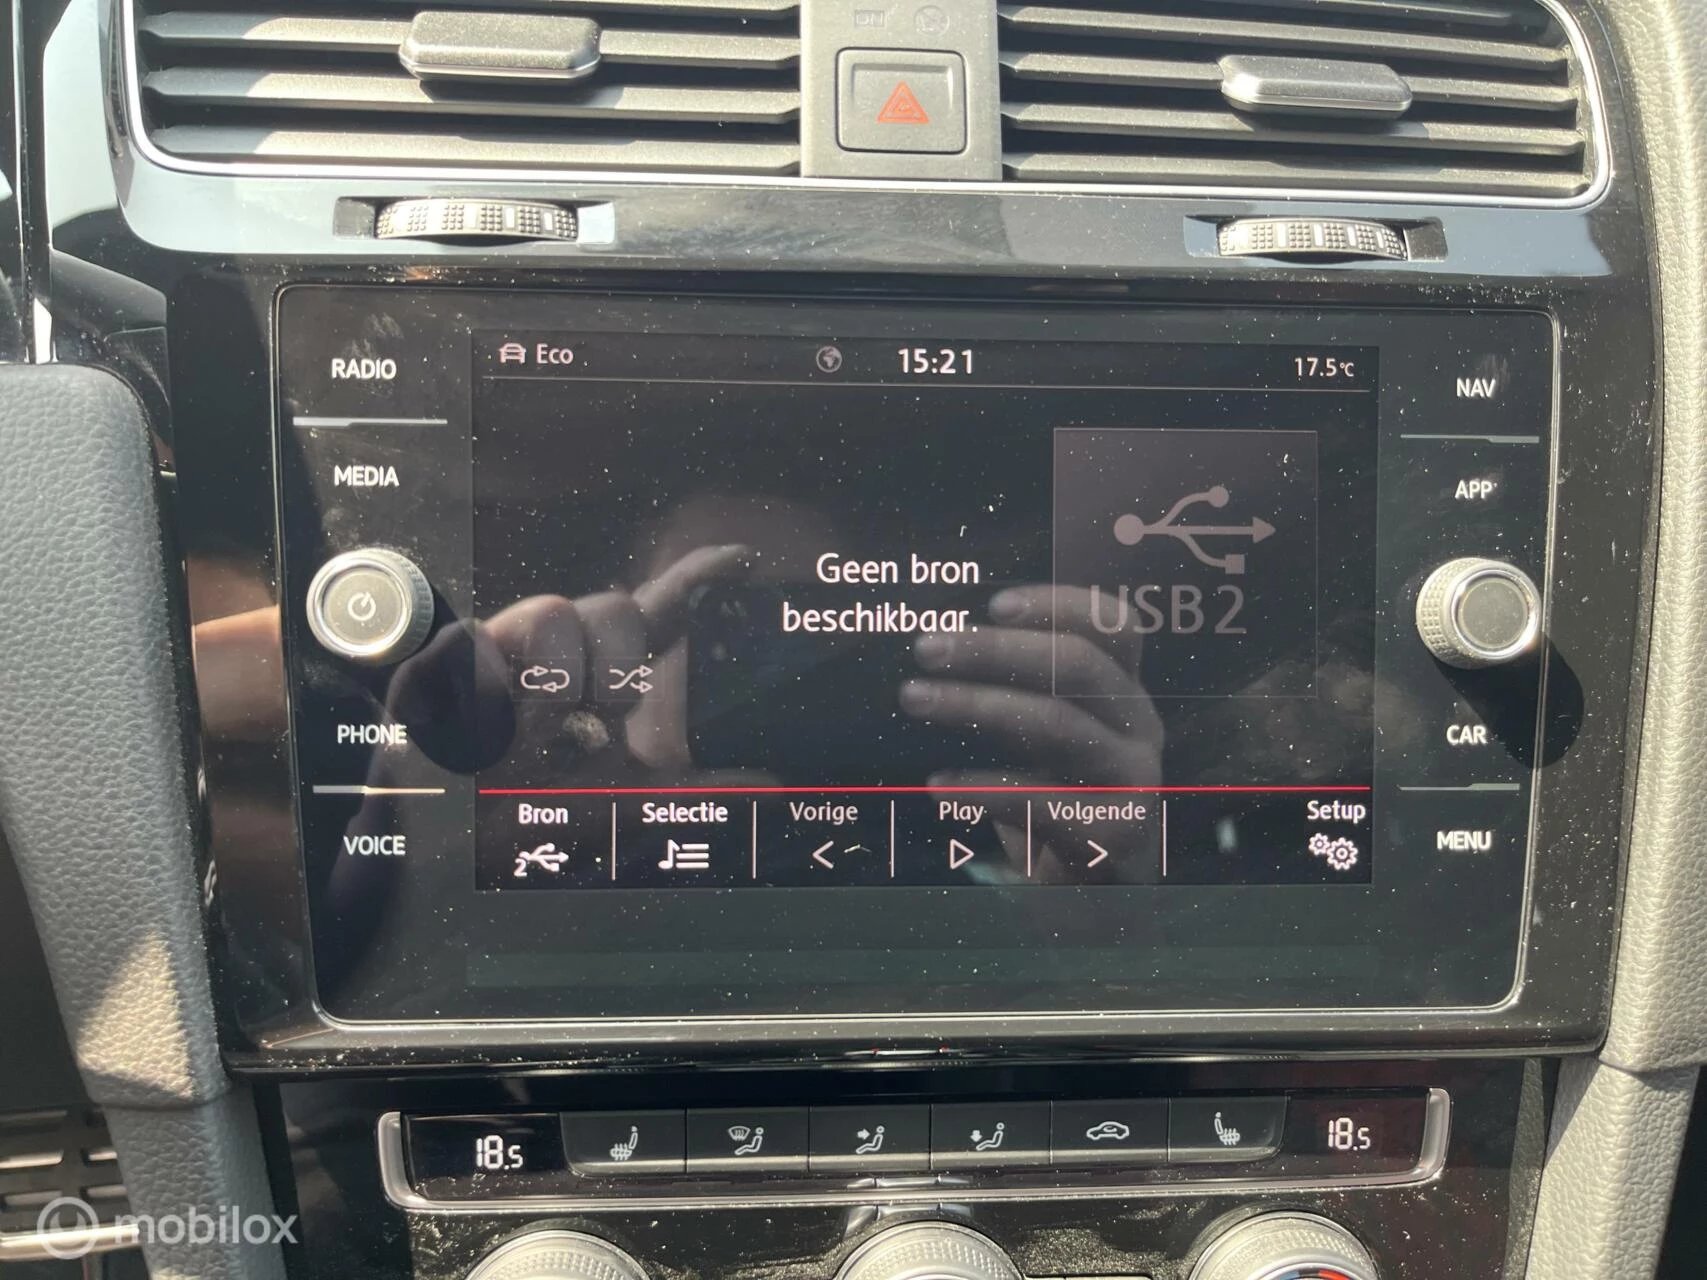 RADIO
MEDIA
PHONE
VOICE
Eco
15:21
17.5°C
Geen bron
beschikbaar.
USB2
Bron
Selectie
Vorige
Play
Volgende
Setup
2
NAV
APP
CAR
MENU
18.5
18.5
mobilox